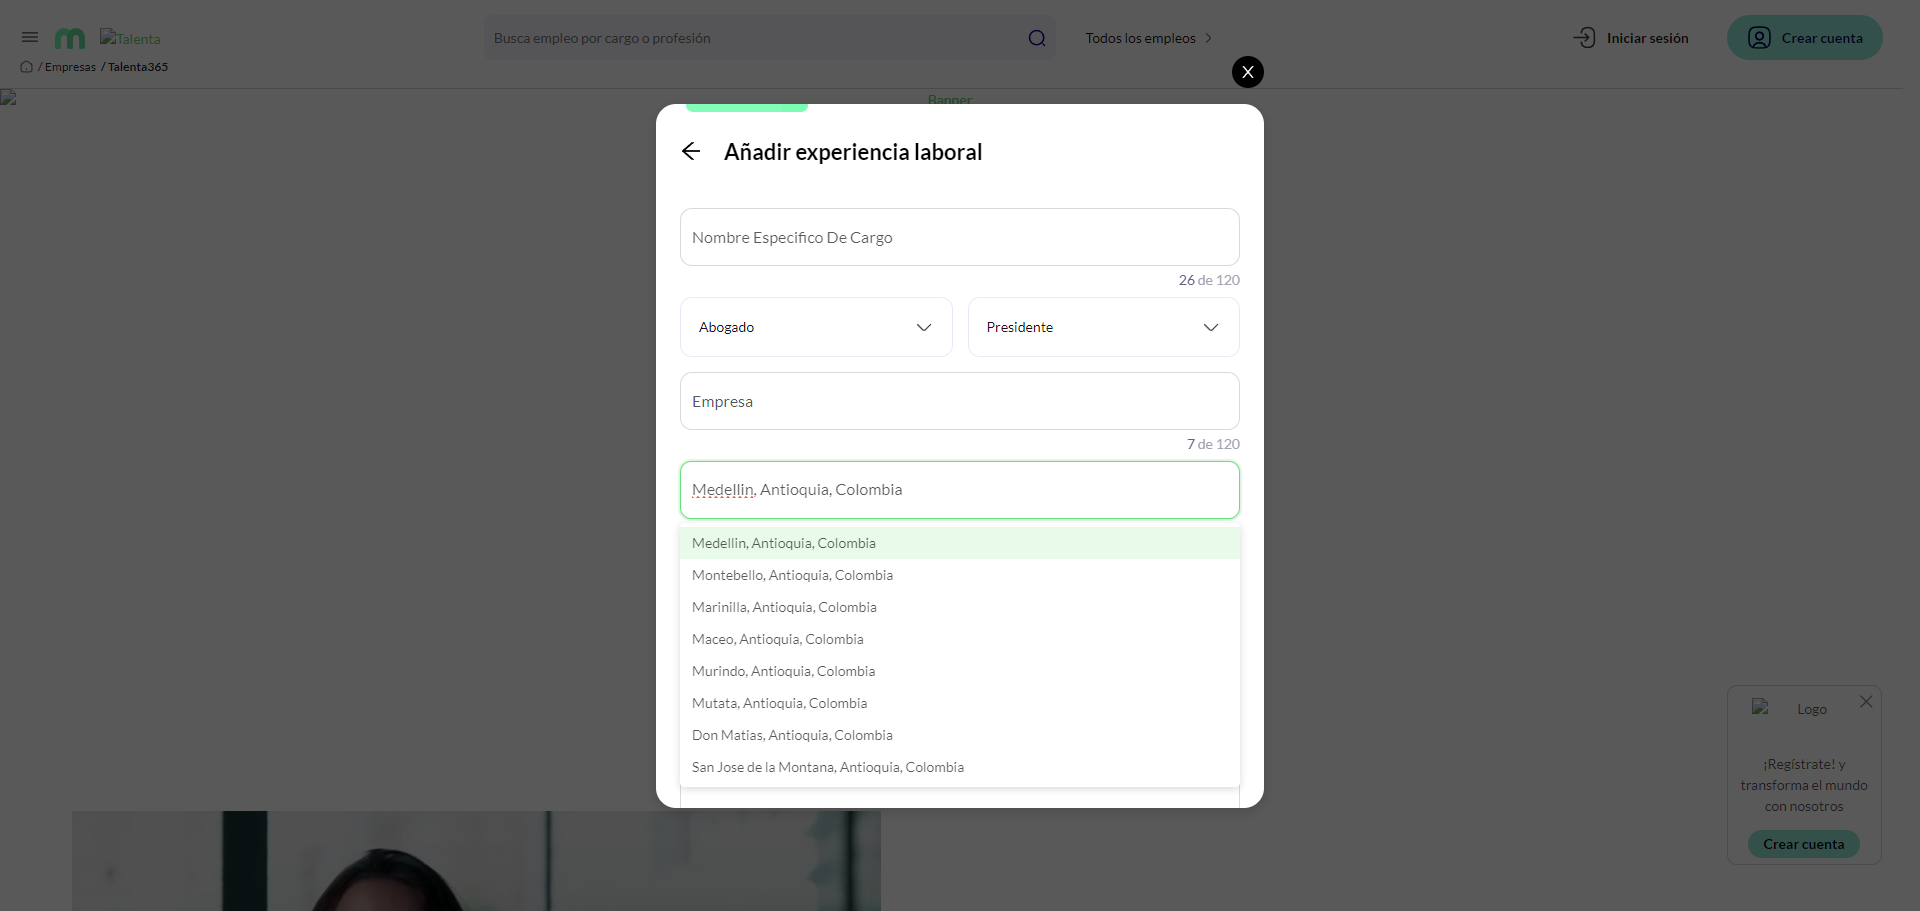 Talenta
Busca empleo por cargo o profesión
Todos los empleos
Iniciar sesión
Crear cuenta
/ Empresas / Talenta365
X
Banner
Añadir experiencia laboral
Nombre Especifico De Cargo
26 de 120
Abogado
Presidente
Empresa
7 de 120
Medellin, Antioquia, Colombia
Medellin, Antioquia, Colombia
Montebello, Antioquia, Colombia
Marinilla, Antioquia, Colombia
Maceo, Antioquia, Colombia
Murindo, Antioquia, Colombia
Mutata, Antioquia, Colombia
Don Matias, Antioquia, Colombia
San Jose de la Montana, Antioquia, Colombia
Logo
¡Regístrate! y
transforma el mundo
con nosotros
Crear cuenta